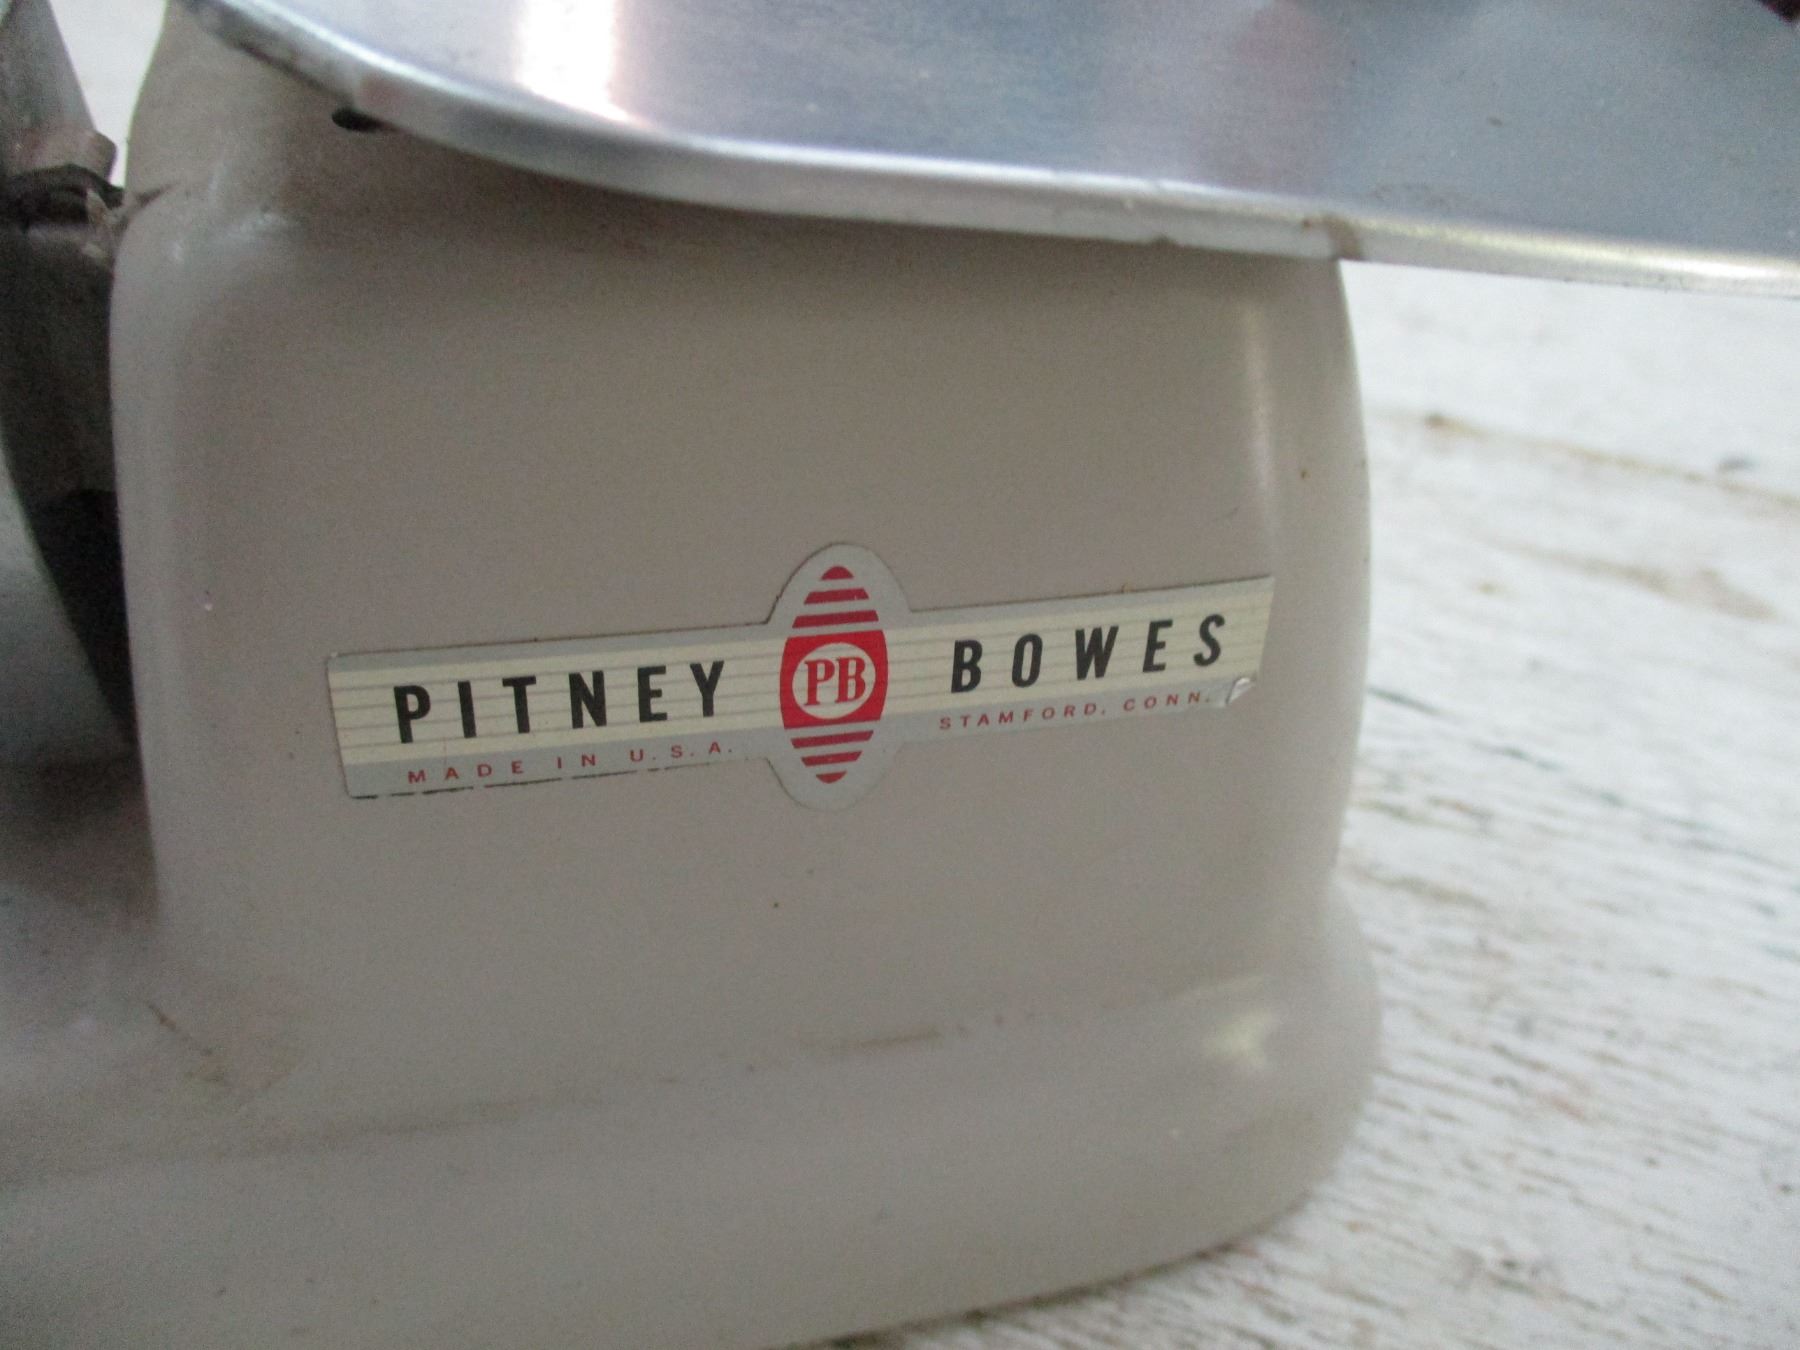 PITNEY PB BOWES
MADE IN U.S.A. STAMFORD, CONN.